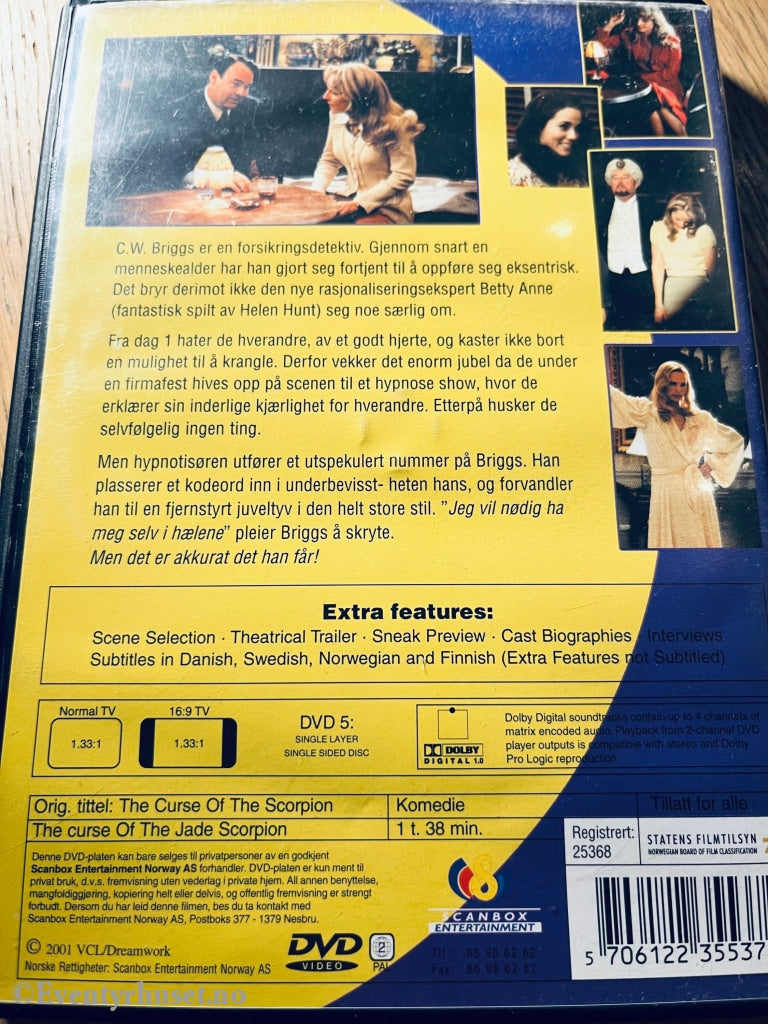 C.W. Briggs er en forsikringsdetektiv. Gjennom snart en
menneskealder har han gjort seg fortjent til å oppføre seg eksentrisk.
Det bryr derimot ikke den nye rasjonaliseringsekspert Betty Anne
(fantastisk spilt av Helen Hunt) seg noe særlig om.
Fra dag 1 hater de hverandre, av et godt hjerte, og kaster ikke bort
en mulighet til å krangle. Derfor vekker det enorm jubel da de under
en firmafest hives opp på scenen til et hypnose show, hvor de
erklærer sin inderlige kjærlighet for hverandre. Etterpå husker de
selvfølgelig ingen ting.
Men hypnotisøren utfører et utspekulert nummer på Briggs. Han
plasserer et kodeord inn i underbevisst- heten hans, og forvandler
han til en fjernstyrt juveltyv i den helt store stil. "Jeg vil nødig ha
meg selv i hælene" pleier Briggs å skryte.
Men det er akkurat det han får!
Extra features:
Scene Selection · Theatrical Trailer · Sneak Preview · Cast Biographies · Interviews
Subtitles in Danish, Swedish, Norwegian and Finnish (Extra Features not Subtitled)
Normal TV
1.33:1
16:9 TV
1.33:1
DVD 5:
SINGLE LAYER
SINGLE SIDED DISC
DOLBY
DIGITAL 1.0
Dolby Digital soundtracks contain up to 4 channels of
matrix encoded audio. Playback from 2-channel DVD
player outputs is compatible with stereo and Dolby
Pro Logic reproduction
Orig. tittel: The Curse Of The Scorpion
Komedie
Tillatt for alle
The curse Of The Jade Scorpion
1 t. 38 min.
Registrert:
25368
STATENS FILMTILSYN
NORWEGIAN BOARD OF FILM CLASSIFICATION
Denne DVD-platen kan bare selges til privatpersoner av en godkjent
Scanbox Entertainment Norway AS forhandler. DVD-platen er kun ment til
privat bruk, d.v.s. fremvisning uten vederlag i private hjem. All annen benyttelse,
mangfoldiggjøring, kopiering helt eller delvis, og offentlig fremvisning er strengt
forbudt. Dersom du har leid denne filmen, bes du ta kontakt med
Scanbox Entertainment Norway AS, Postboks 377 - 1379 Nesbru.
SCANBOX
ENTERTAINMENT
Tlf.: 66 98 62 62
Fax: 66 98 62 82
© 2001 VCL/Dreamwork
Norske Rettigheter: Scanbox Entertainment Norway AS
DVD
VIDEO
2
PAL
5 706122 35537
©Eventyrhuset.no